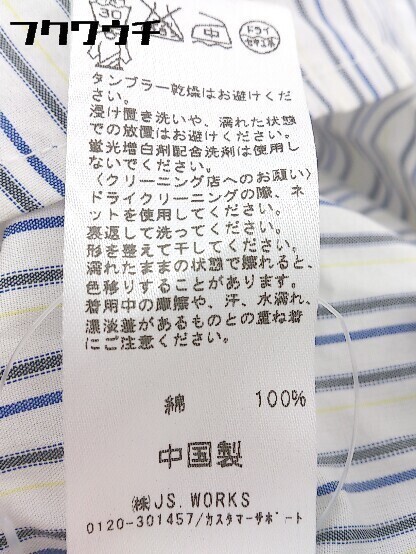 フクワウチ
30
中
ドライ
セキユ系
タンブラー乾燥はお避けくだ
さい。
浸け置き洗いや、濡れた状態
での放置はお避けください。
蛍光増白剤配合洗剤は使用し
ないでください。
〈クリーニング店へのお願い〉
ドライクリーニングの際、ネ
ットを使用してください。
裏返して洗ってください。
形を整えて干してください。
濡れたままの状態で擦れると、
色移りすることがあります。
着用中の摩擦や、汗、水濡れ、
濃淡差があるものとの重ね着
にご注意ください。
綿 100%
中国製
㈱JS.WORKS
0120-301457/カスタマーサポート